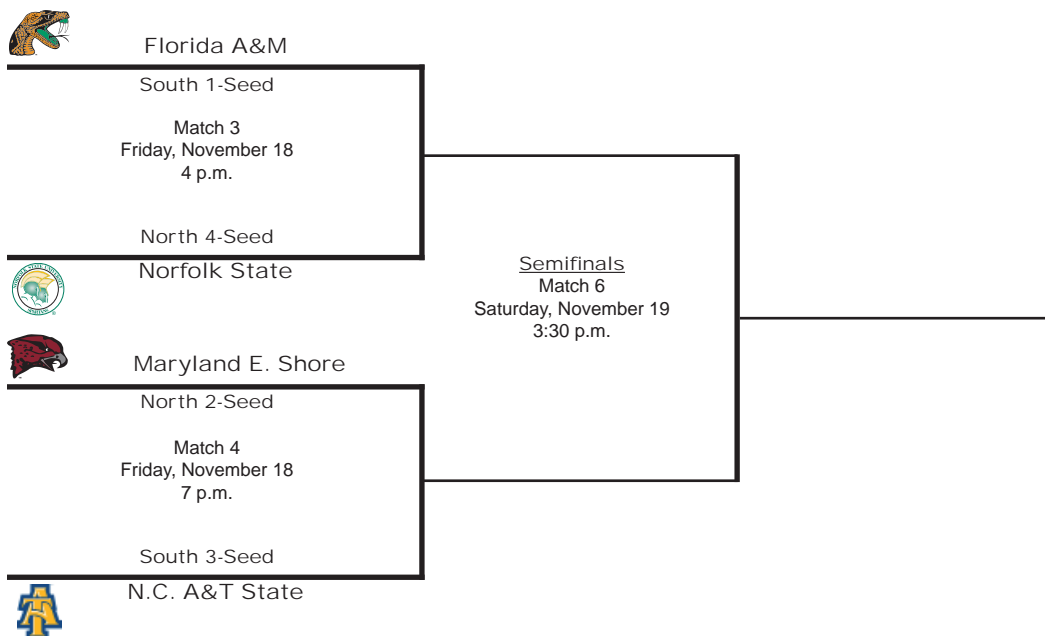 Florida A&M
South 1-Seed
Match 3
Friday, November 18
4 p.m.
North 4-Seed
Norfolk State
Semifinals
Match 6
Saturday, November 19
3:30 p.m.
Maryland E. Shore
North 2-Seed
Match 4
Friday, November 18
7 p.m.
South 3-Seed
N.C. A&T State
AT